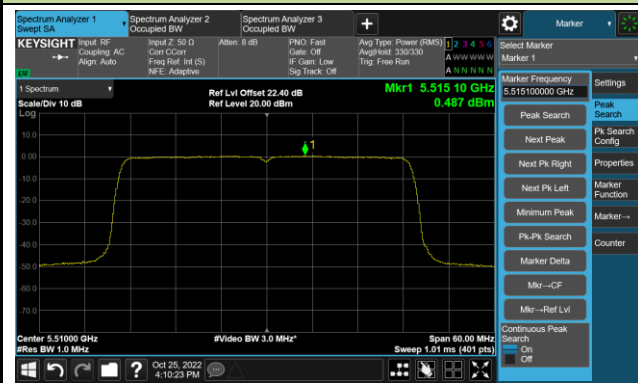 Spectrum Analyzer 1
Swept SA
Spectrum Analyzer 2
Occupied BW
Spectrum Analyzer 3
Occupied BW
+
Marker
KEYSIGHT
Input: RF
Coupling: AC
Align: Auto
Input Z: 50 Ω
Corr CCorr
Freq Ref: Int (S)
NFE: Adaptive
Atten: 8 dB
PNO: Fast
Gate: Off
IF Gain: Low
Sig Track: Off
Avg Type: Power (RMS)
Avg|Hold: 330/330
Trig: Free Run
1 2 3 4 5 6
A W W W W W
A N N N N N
LXI
Select Marker
Marker 1
1 Spectrum
Scale/Div 10 dB
Log
Ref Lvl Offset 22.40 dB
Ref Level 20.00 dBm
Mkr1 5.515 10 GHz
0.487 dBm
1
10.0
0.00
-10.0
-20.0
-30.0
-40.0
-50.0
-60.0
-70.0
Center 5.51000 GHz
#Res BW 1.0 MHz
#Video BW 3.0 MHz*
Span 60.00 MHz
Sweep 1.01 ms (401 pts)
Marker Frequency
5.515100000 GHz
Peak Search
Next Peak
Next Pk Right
Next Pk Left
Minimum Peak
Pk-Pk Search
Marker Delta
Mkr→CF
Mkr→Ref Lvl
Continuous Peak
Search
On
Off
Settings
Peak
Search
Pk Search
Config
Properties
Marker
Function
Marker→
Counter
?
Oct 25, 2022
4:10:23 PM